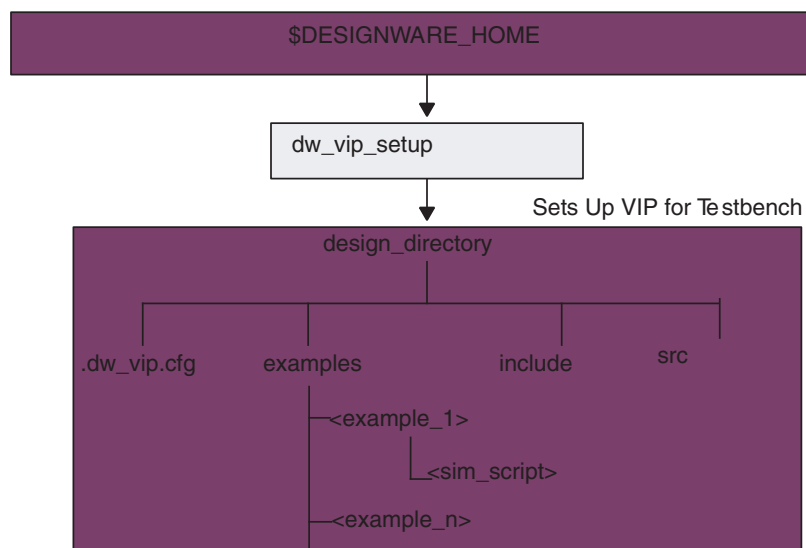 $DESIGNWARE_HOME
dw_vip_setup
Sets Up VIP for Testbench
design_directory
.dw_vip.cfg examples include src
<example_1>
<sim_script>
<example_n>